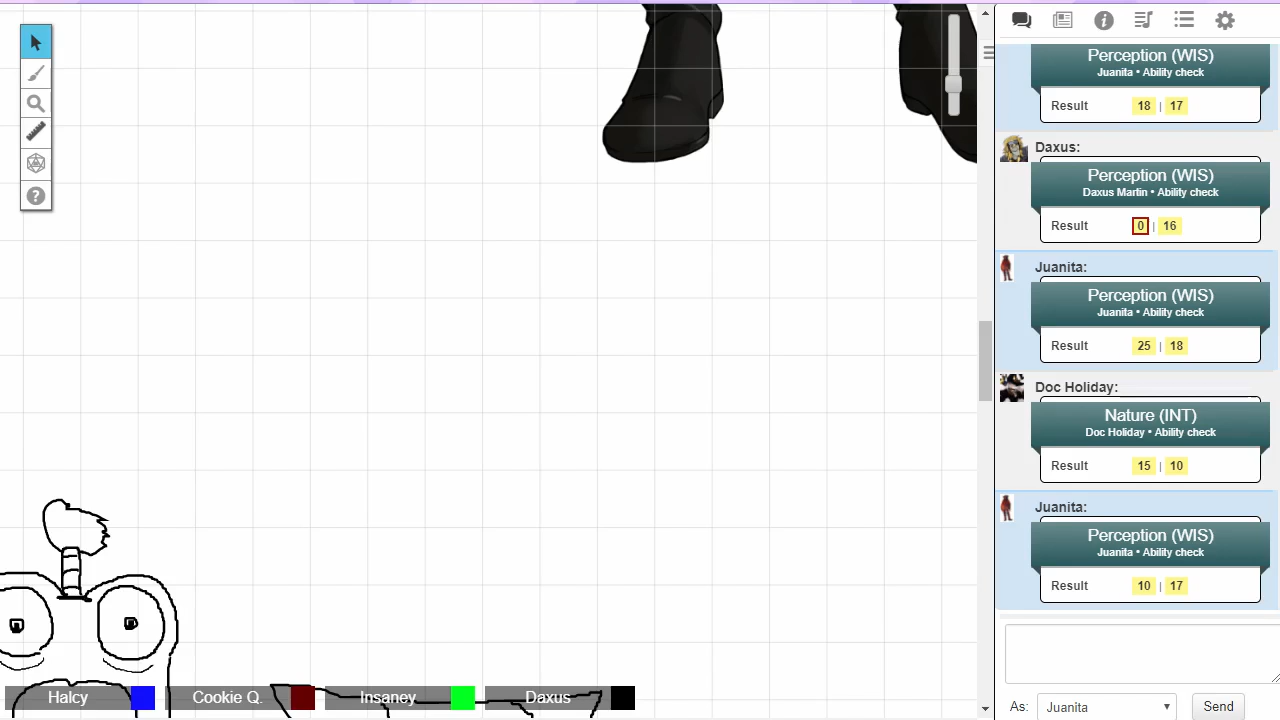 Perception (WIS)
Juanita • Ability check
Result 18 | 17
Daxus:
Perception (WIS)
Daxus Martin • Ability check
Result 0 | 16
Juanita:
Perception (WIS)
Juanita • Ability check
Result 25 | 18
Doc Holiday:
Nature (INT)
Doc Holiday • Ability check
Result 15 | 10
Juanita:
Perception (WIS)
Juanita • Ability check
Result 10 | 17
As: Juanita Send
Halcy Cookie Q. Insaney Daxus